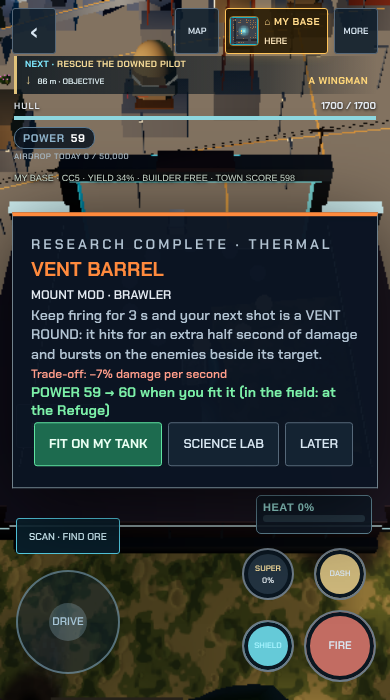 ‹
MAP
⌂ MY BASE
HERE
MORE
NEXT · RESCUE THE DOWNED PILOT
↓ 86 m · OBJECTIVE
A WINGMAN
HULL
1700 / 1700
POWER 59
AIRDROP TODAY 0 / 50,000
MY BASE · CC5 · YIELD 34% · BUILDER FREE · TOWN SCORE 598
RESEARCH COMPLETE · THERMAL
VENT BARREL
MOUNT MOD · BRAWLER
Keep firing for 3 s and your next shot is a VENT
ROUND: it hits for an extra half second of damage
and bursts on the enemies beside its target.
Trade-off: −7% damage per second
POWER 59 → 60 when you fit it (in the field: at
the Refuge)
FIT ON MY TANK
SCIENCE LAB
LATER
HEAT 0%
SCAN · FIND ORE
SUPER
0%
DASH
DRIVE
SHIELD
FIRE